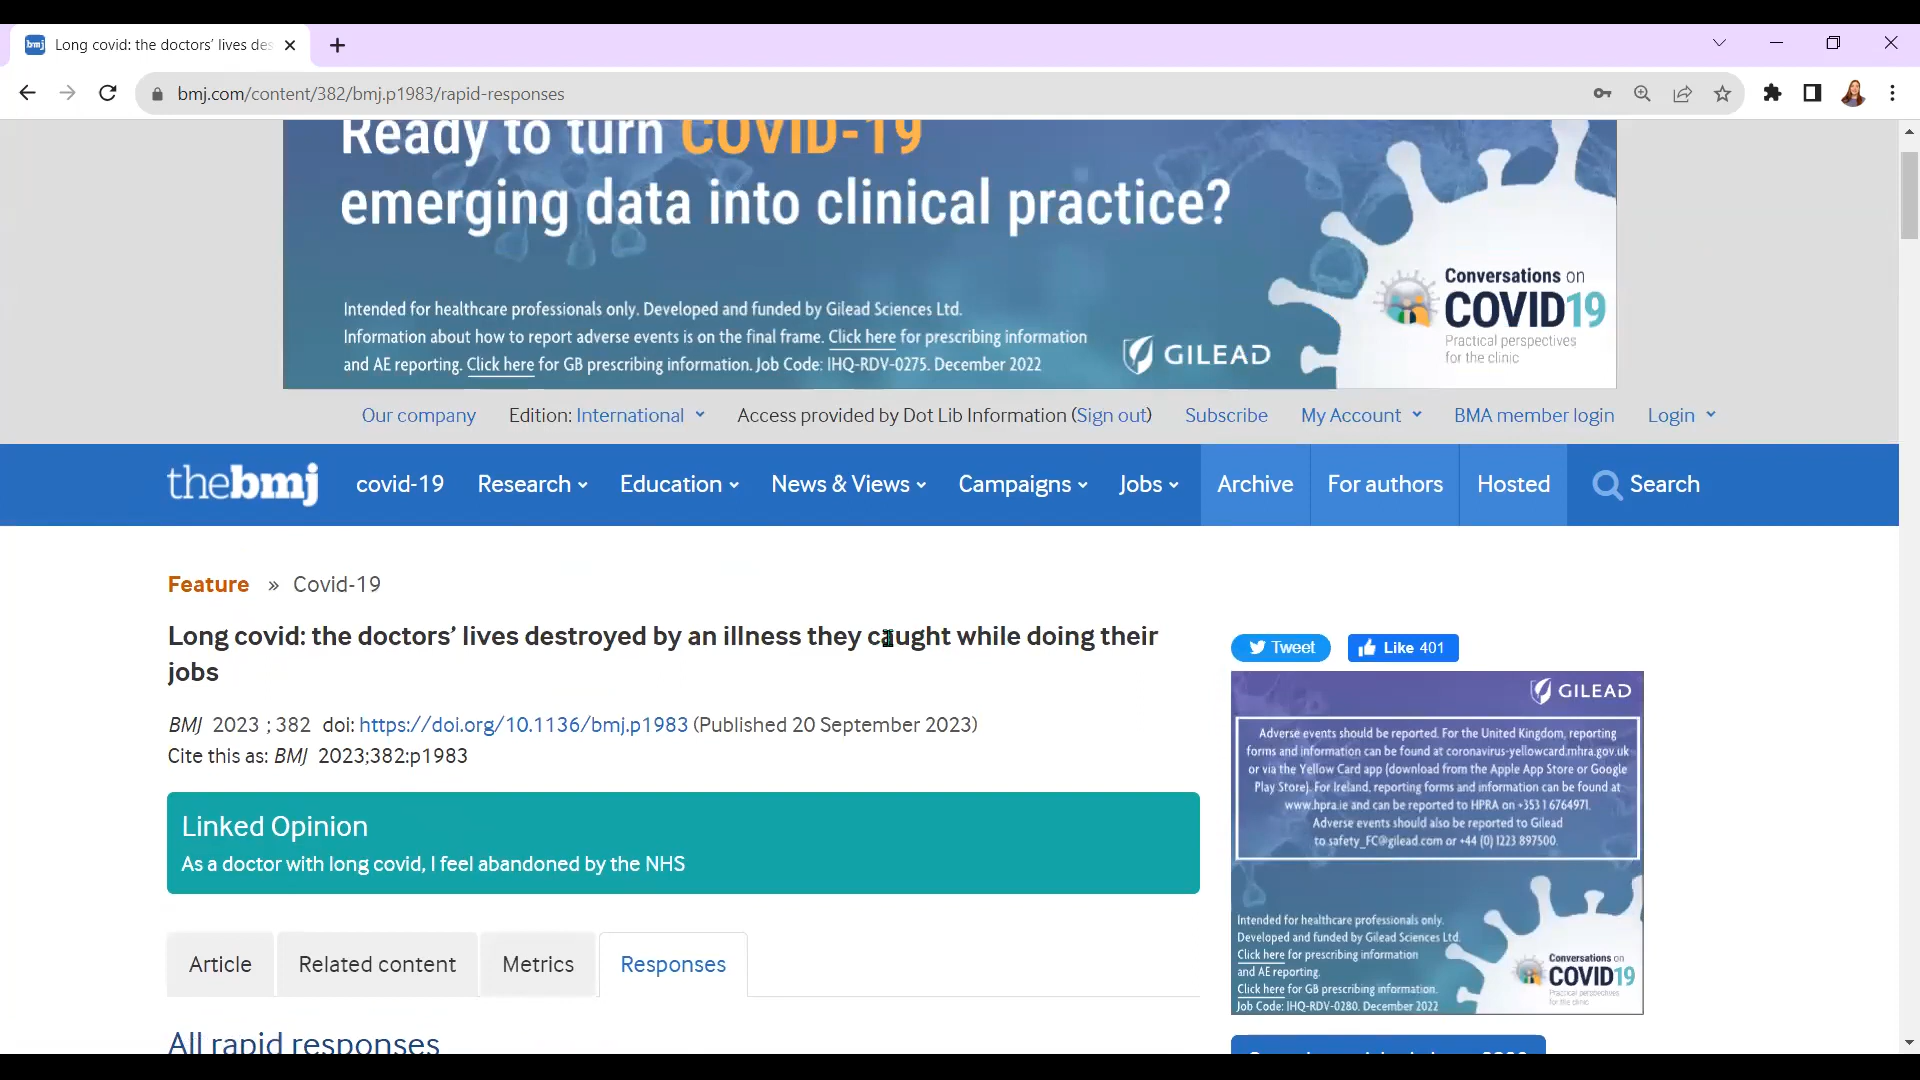 bmj
Long covid: the doctors’ lives des
bmj.com/content/382/bmj.p1983/rapid-responses
Ready to turn COVID-19
emerging data into clinical practice?
Intended for healthcare professionals only. Developed and funded by Gilead Sciences Ltd.
Information about how to report adverse events is on the final frame. Click here for prescribing information
and AE reporting. Click here for GB prescribing information. Job Code: IHQ-RDV-0275. December 2022
GILEAD
Conversations on
COVID19
Practical perspectives
for the clinic
Our company Edition: International Access provided by Dot Lib Information (Sign out) Subscribe My Account BMA member login Login
thebmj covid-19 Research Education News & Views Campaigns Jobs Archive For authors Hosted Search
Feature » Covid-19
Long covid: the doctors’ lives destroyed by an illness they caught while doing their
jobs
BMJ 2023 ; 382 doi: https://doi.org/10.1136/bmj.p1983 (Published 20 September 2023)
Cite this as: BMJ 2023;382:p1983
Linked Opinion
As a doctor with long covid, I feel abandoned by the NHS
Article Related content Metrics Responses
All rapid responses
Tweet Like 401
GILEAD
Adverse events should be reported. For the United Kingdom, reporting
forms and information can be found at coronavirus-yellowcard.mhra.gov.uk
or via the Yellow Card app (download from the Apple App Store or Google
Play Store). For Ireland, reporting forms and information can be found at
www.hpra.ie and can be reported to HPRA on +353 1 6764971.
Adverse events should also be reported to Gilead
to safety_FC@gilead.com or +44 (0) 1223 897500.
Intended for healthcare professionals only.
Developed and funded by Gilead Sciences Ltd.
Click here for prescribing information
and AE reporting.
Click here for GB prescribing information.
Job Code: IHQ-RDV-0280. December 2022
Conversations on
COVID19
Practical perspectives
for the clinic